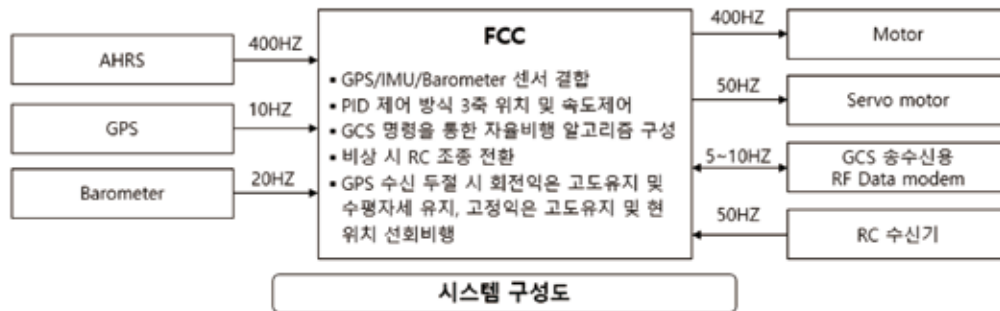 AHRS
400HZ
GPS
10HZ
Barometer
20HZ
FCC
▪ GPS/IMU/Barometer 센서 결합
▪ PID 제어 방식 3축 위치 및 속도제어
▪ GCS 명령을 통한 자율비행 알고리즘 구성
▪ 비상 시 RC 조종 전환
▪ GPS 수신 두절 시 회전익은 고도유지 및
수평자세 유지, 고정익은 고도유지 및 현
위치 선회비행
400HZ
Motor
50HZ
Servo motor
5~10HZ
GCS 송수신용
RF Data modem
50HZ
RC 수신기
시스템 구성도